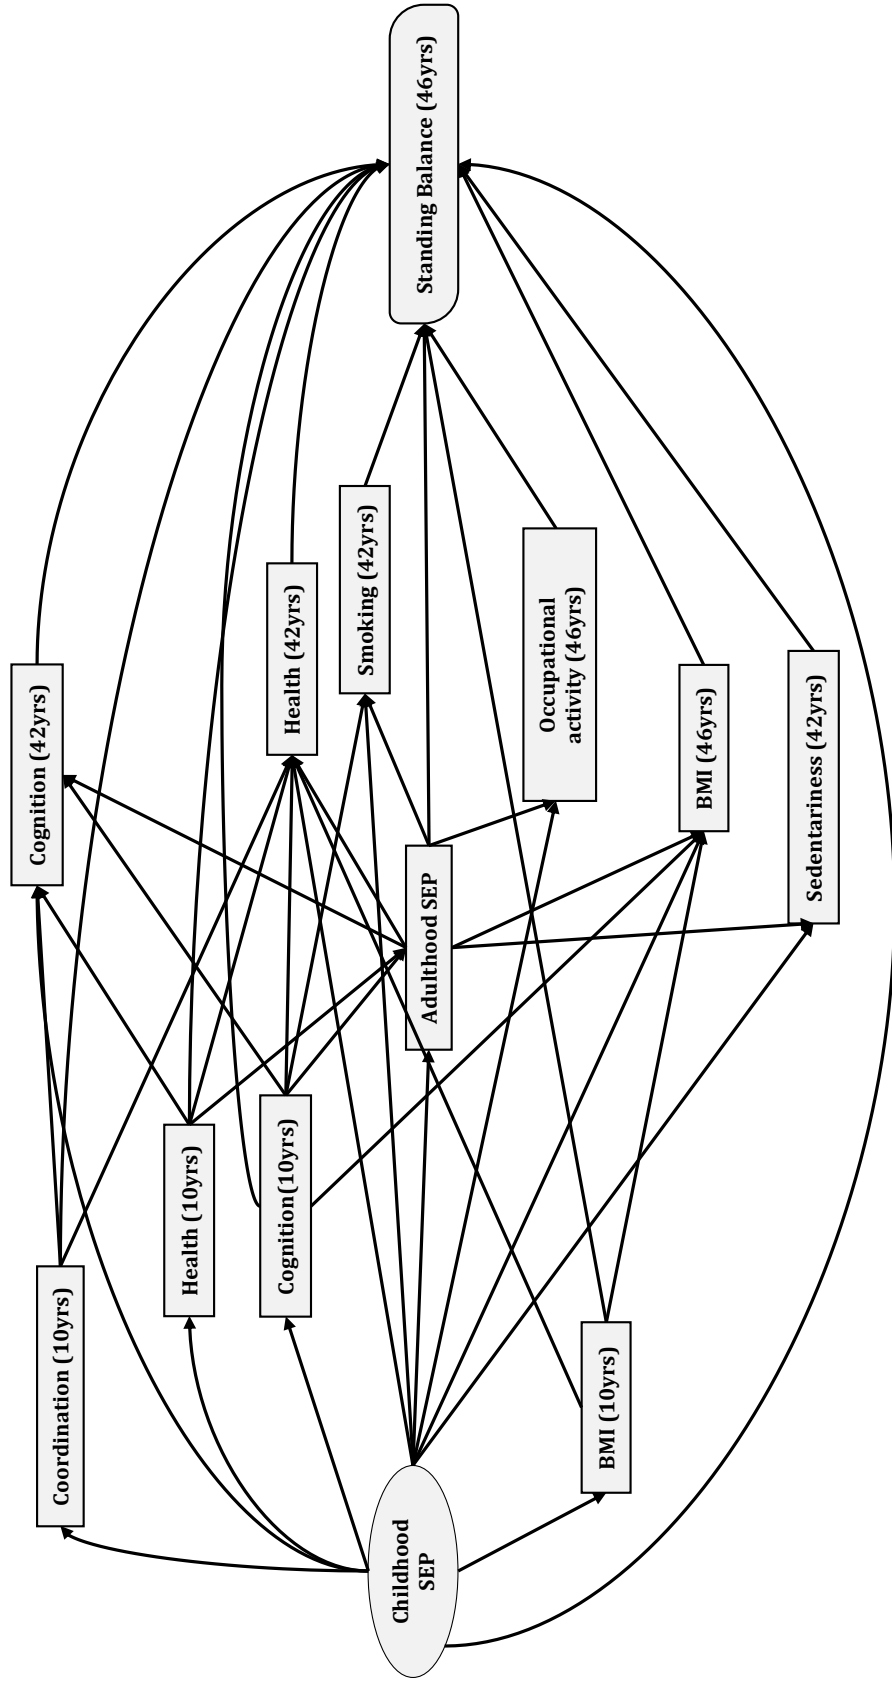 Coordination (10yrs)
Cognition (42yrs)
Health (10yrs)
Cognition(10yrs)
Health (42yrs)
Smoking (42yrs)
Childhood
SEP
Adulthood SEP
Standing Balance (46yrs)
Occupational
activity (46yrs)
BMI (10yrs)
BMI (46yrs)
Sedentariness (42yrs)